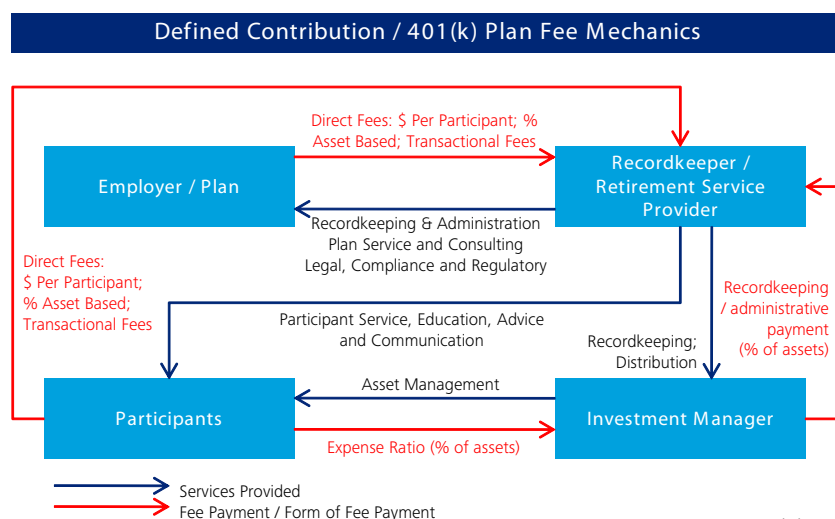 Defined Contribution / 401(k) Plan Fee Mechanics
Direct Fees: $ Per Participant; %
Asset Based; Transactional Fees
Employer / Plan
Recordkeeper /
Retirement Service
Provider
Recordkeeping & Administration
Plan Service and Consulting
Legal, Compliance and Regulatory
Direct Fees:
$ Per Participant;
% Asset Based;
Transactional Fees
Recordkeeping
/ administrative
payment
(% of assets)
Participant Service, Education, Advice
and Communication
Recordkeeping;
Distribution
Asset Management
Participants
Investment Manager
Expense Ratio (% of assets)
Services Provided
Fee Payment / Form of Fee Payment